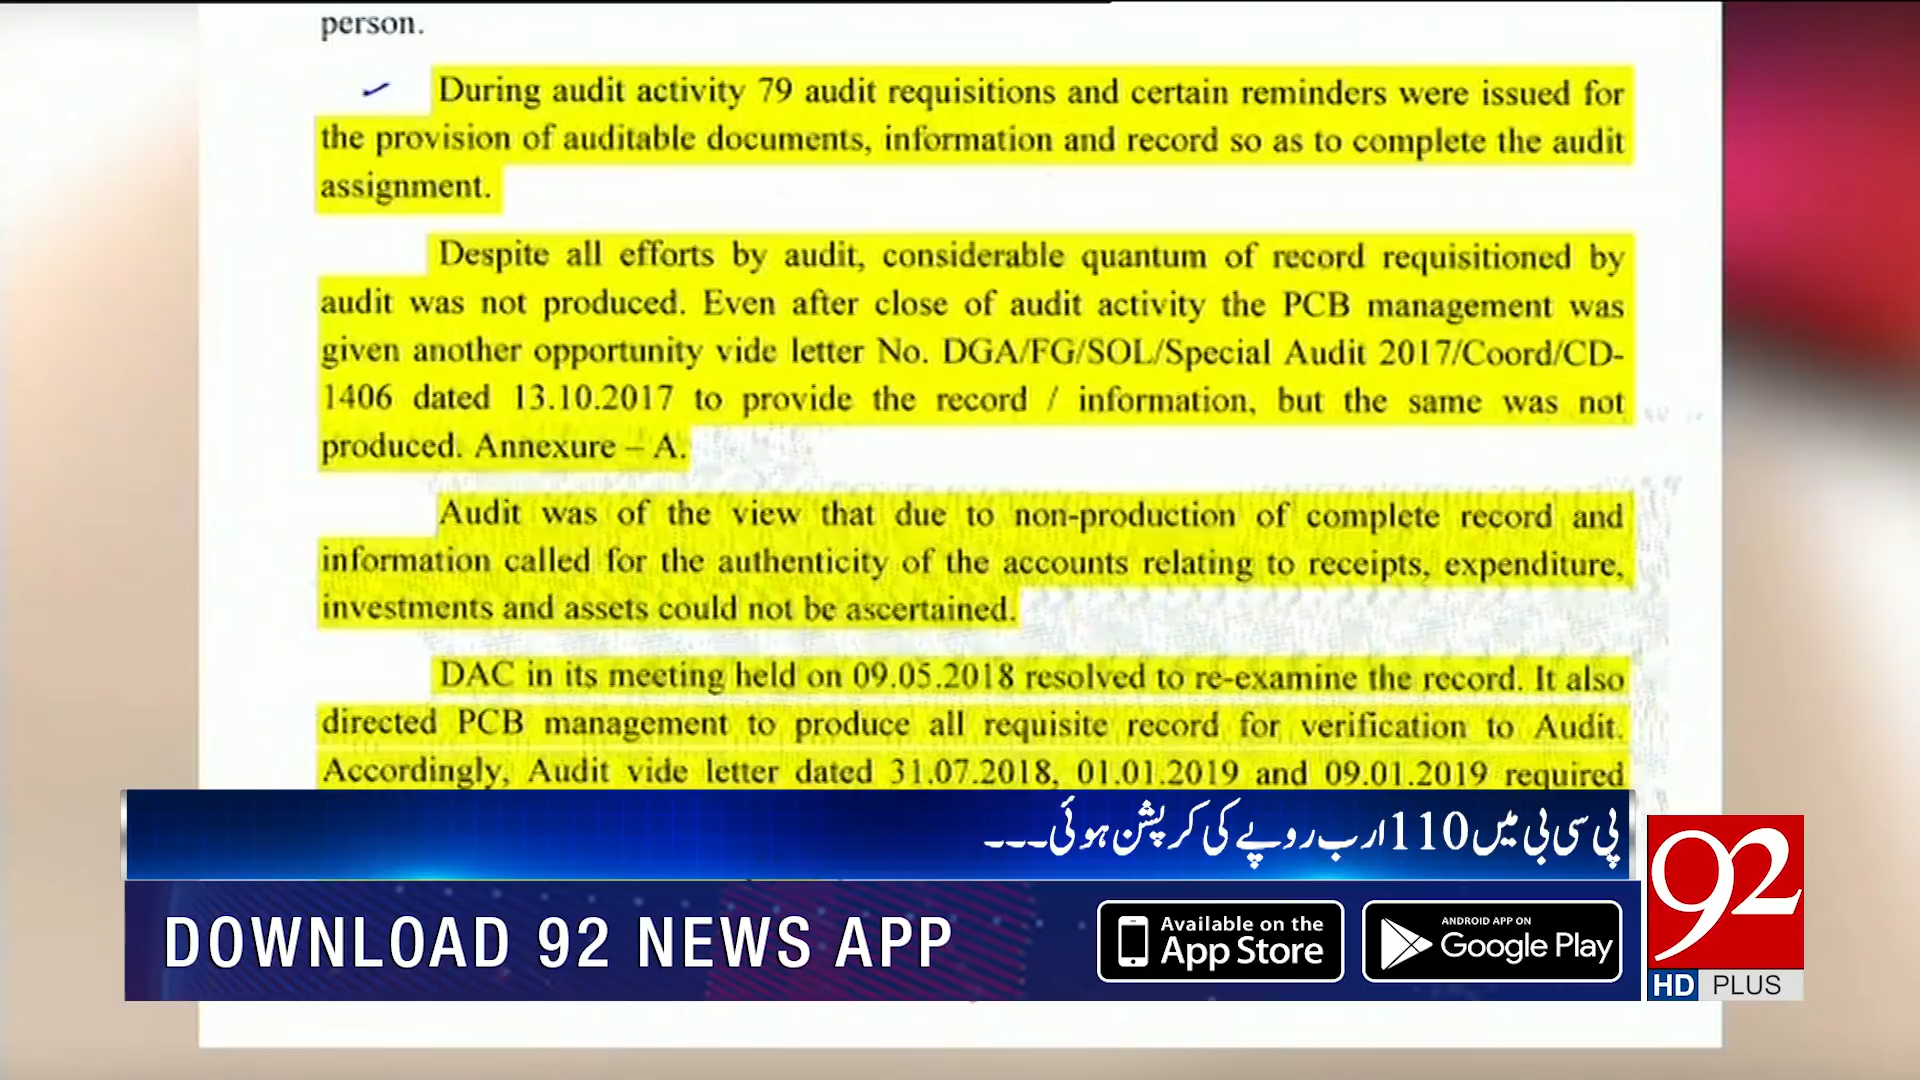 person.
During audit activity 79 audit requisitions and certain reminders were issued for
the provision of auditable documents, information and record so as to complete the audit
assignment.
Despite all efforts by audit, considerable quantum of record requisitioned by
audit was not produced. Even after close of audit activity the PCB management was
given another opportunity vide letter No. DGA/FG/SOL/Special Audit 2017/Coord/CD-
1406 dated 13.10.2017 to provide the record / information, but the same was not
produced. Annexure – A.
Audit was of the view that due to non-production of complete record and
information called for the authenticity of the accounts relating to receipts, expenditure,
investments and assets could not be ascertained.
DAC in its meeting held on 09.05.2018 resolved to re-examine the record. It also
directed PCB management to produce all requisite record for verification to Audit.
Accordingly, Audit vide letter dated 31.07.2018, 01.01.2019 and 09.01.2019 required
پی سی بی میں 110 ارب روپے کی کرپشن ہوئی۔۔۔
DOWNLOAD 92 NEWS APP
Available on the
App Store
ANDROID APP ON
Google Play
92
HD PLUS